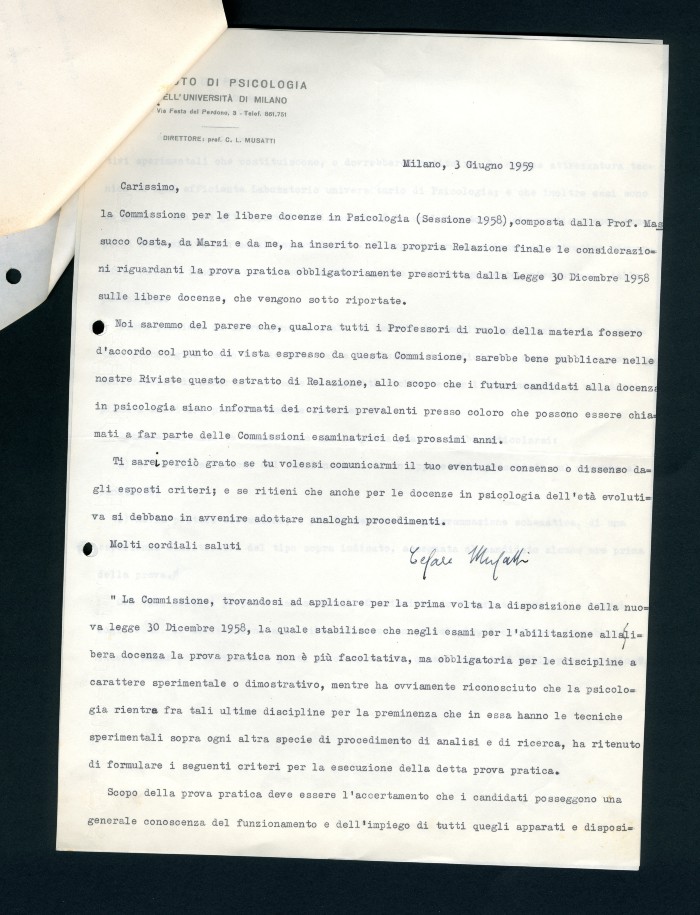 UTO DI PSICOLOGIA
ELL'UNIVERSITÀ DI MILANO
Via Festa del Perdono, 3 - Telef. 861.751
DIRETTORE: prof. C. L. MUSATTI
Milano, 3 Giugno 1959
Carissimo,
la Commissione per le libere docenze in Psicologia (Sessione 1958),composta dalla Prof. Mas
succo Costa, da Marzi e da me, ha inserito nella propria Relazione finale le considerazio=
ni riguardanti la prova pratica obbligatoriamente prescritta dalla Legge 30 Dicembre 1958
sulle libere docenze, che vengono sotto riportate.
Noi saremmo del parere che, qualora tutti i Professori di ruolo della materia fossero
d'accordo col punto di vista espresso da questa Commissione, sarebbe bene pubblicare nelle
nostre Riviste questo estratto di Relazione, allo scopo che i futuri candidati alla docenza
in psicologia siano informati dei criteri prevalenti presso coloro che possono essere chia=
mati a far parte delle Commissioni esaminatrici dei prossimi anni.
Ti sarei perciò grato se tu volessi comunicarmi il tuo eventuale consenso o dissenso da=
gli esposti criteri; e se ritieni che anche per le docenze in psicologia dell'età evoluti=
va si debbano in avvenire adottare analoghi procedimenti.
Molti cordiali saluti
Cesare Musatti
" La Commissione, trovandosi ad applicare per la prima volta la disposizione della nuo=
va legge 30 Dicembre 1958, la quale stabilisce che negli esami per l'abilitazione alla li=
bera docenza la prova pratica non è più facoltativa, ma obbligatoria per le discipline a
carattere sperimentale o dimostrativo, mentre ha ovviamente riconosciuto che la psicolo=
gia rientra fra tali ultime discipline per la preminenza che in essa hanno le tecniche
sperimentali sopra ogni altra specie di procedimento di analisi e di ricerca, ha ritenuto
di formulare i seguenti criteri per la esecuzione della detta prova pratica.
Scopo della prova pratica deve essere l'accertamento che i candidati posseggono una
generale conoscenza del funzionamento e dell'impiego di tutti quegli apparati e disposi=